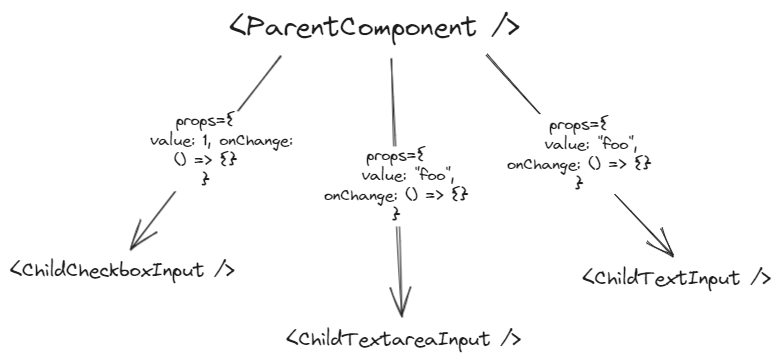 <ParentComponent />
props={
value: 1, onChange:
() => {}
}
props={
value: "foo",
onChange: () => {}
}
props={
value: "foo",
onChange: () => {}
}
<ChildCheckboxInput />
<ChildTextareaInput />
<ChildTextInput />